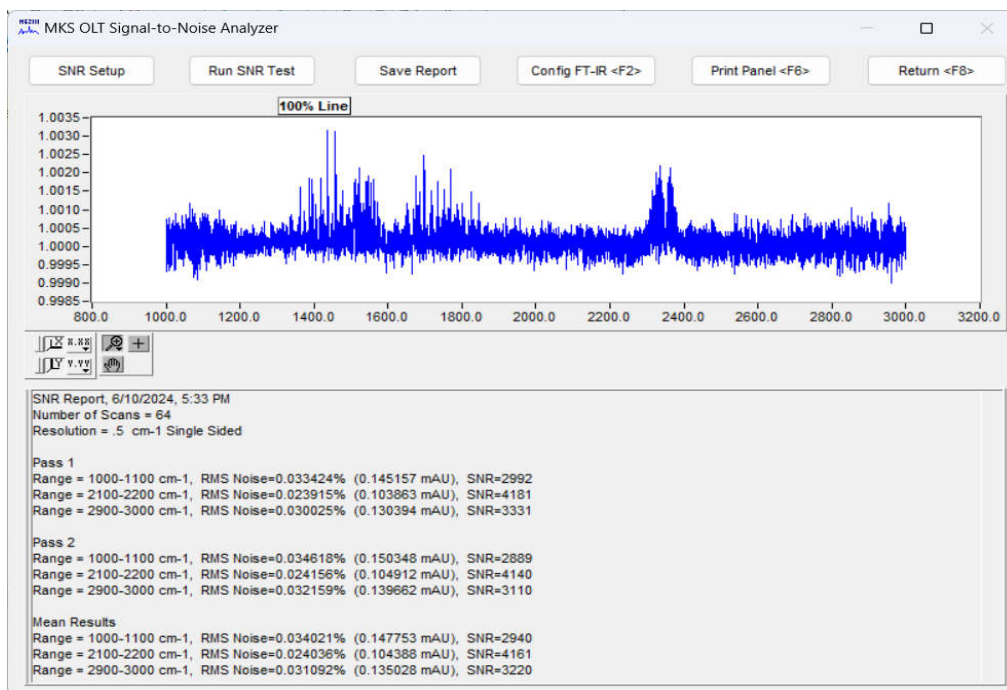 MG2000
MKS OLT Signal-to-Noise Analyzer
SNR Setup
Run SNR Test
Save Report
Config FT-IR <F2>
Print Panel <F6>
Return <F8>
100% Line
1.0035
1.0030
1.0025
1.0020
1.0015
1.0010
1.0005
1.0000
0.9995
0.9990
0.9985
800.0 1000.0 1200.0 1400.0 1600.0 1800.0 2000.0 2200.0 2400.0 2600.0 2800.0 3000.0 3200.0
X x.xx
Y y.yy
SNR Report, 6/10/2024, 5:33 PM
Number of Scans = 64
Resolution = .5 cm-1 Single Sided
Pass 1
Range = 1000-1100 cm-1, RMS Noise=0.033424% (0.145157 mAU), SNR=2992
Range = 2100-2200 cm-1, RMS Noise=0.023915% (0.103863 mAU), SNR=4181
Range = 2900-3000 cm-1, RMS Noise=0.030025% (0.130394 mAU), SNR=3331
Pass 2
Range = 1000-1100 cm-1, RMS Noise=0.034618% (0.150348 mAU), SNR=2889
Range = 2100-2200 cm-1, RMS Noise=0.024156% (0.104912 mAU), SNR=4140
Range = 2900-3000 cm-1, RMS Noise=0.032159% (0.139662 mAU), SNR=3110
Mean Results
Range = 1000-1100 cm-1, RMS Noise=0.034021% (0.147753 mAU), SNR=2940
Range = 2100-2200 cm-1, RMS Noise=0.024036% (0.104388 mAU), SNR=4161
Range = 2900-3000 cm-1, RMS Noise=0.031092% (0.135028 mAU), SNR=3220